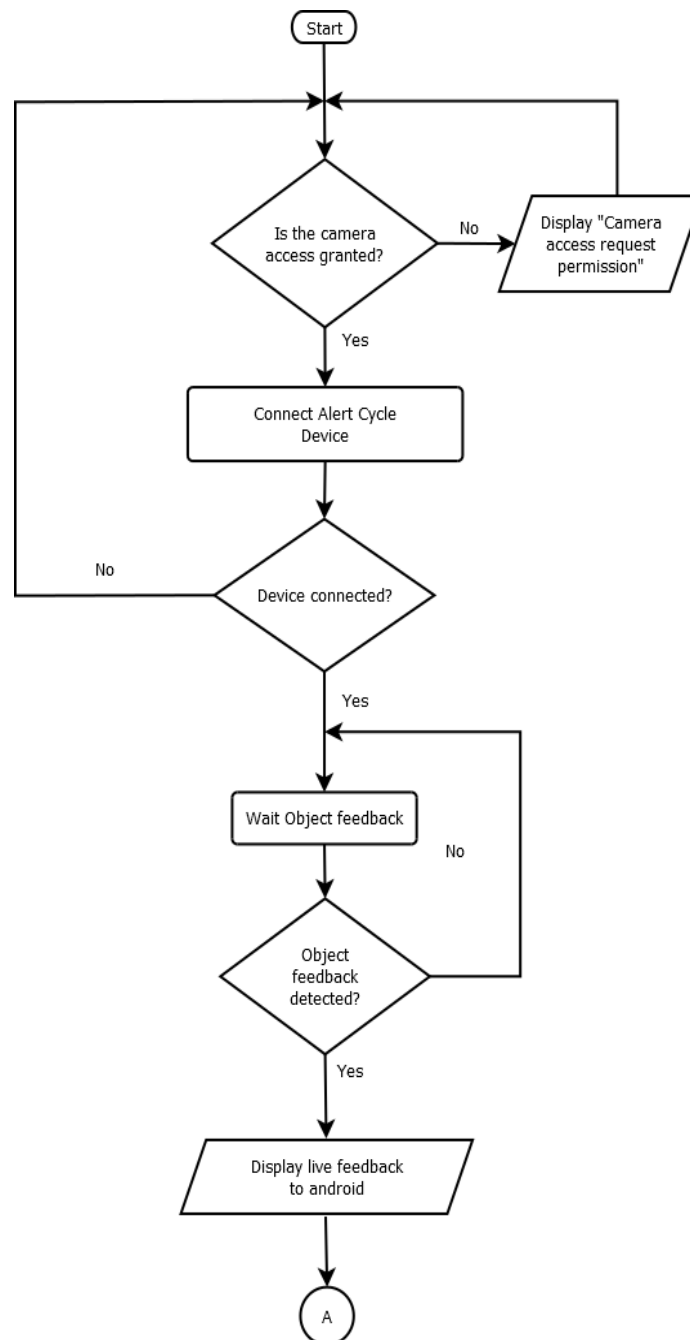 Start
Is the camera
access granted?
No
Display "Camera
access request
permission"
Yes
Connect Alert Cycle
Device
No
Device connected?
Yes
Wait Object feedback
No
Object
feedback
detected?
Yes
Display live feedback
to android
A